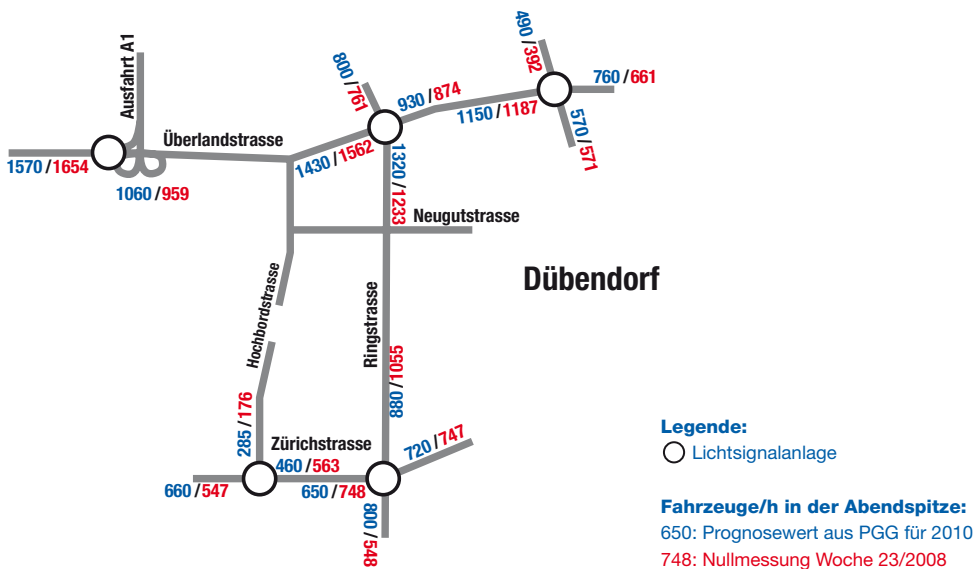 490/392
800/761
930/874
760/661
Ausfahrt A1
1150/1187
570/571
Überlandstrasse
1430/1562
1570/1654
1060/959
1320/1233
Neugutstrasse
Dübendorf
Hochbordstrasse
Ringstrasse
880/1055
285/176
Zürichstrasse
720/747
460/563
660/547
650/748
800/548
Legende:
Lichtsignalanlage
Fahrzeuge/h in der Abendspitze:
650: Prognosewert aus PGG für 2010
748: Nullmessung Woche 23/2008